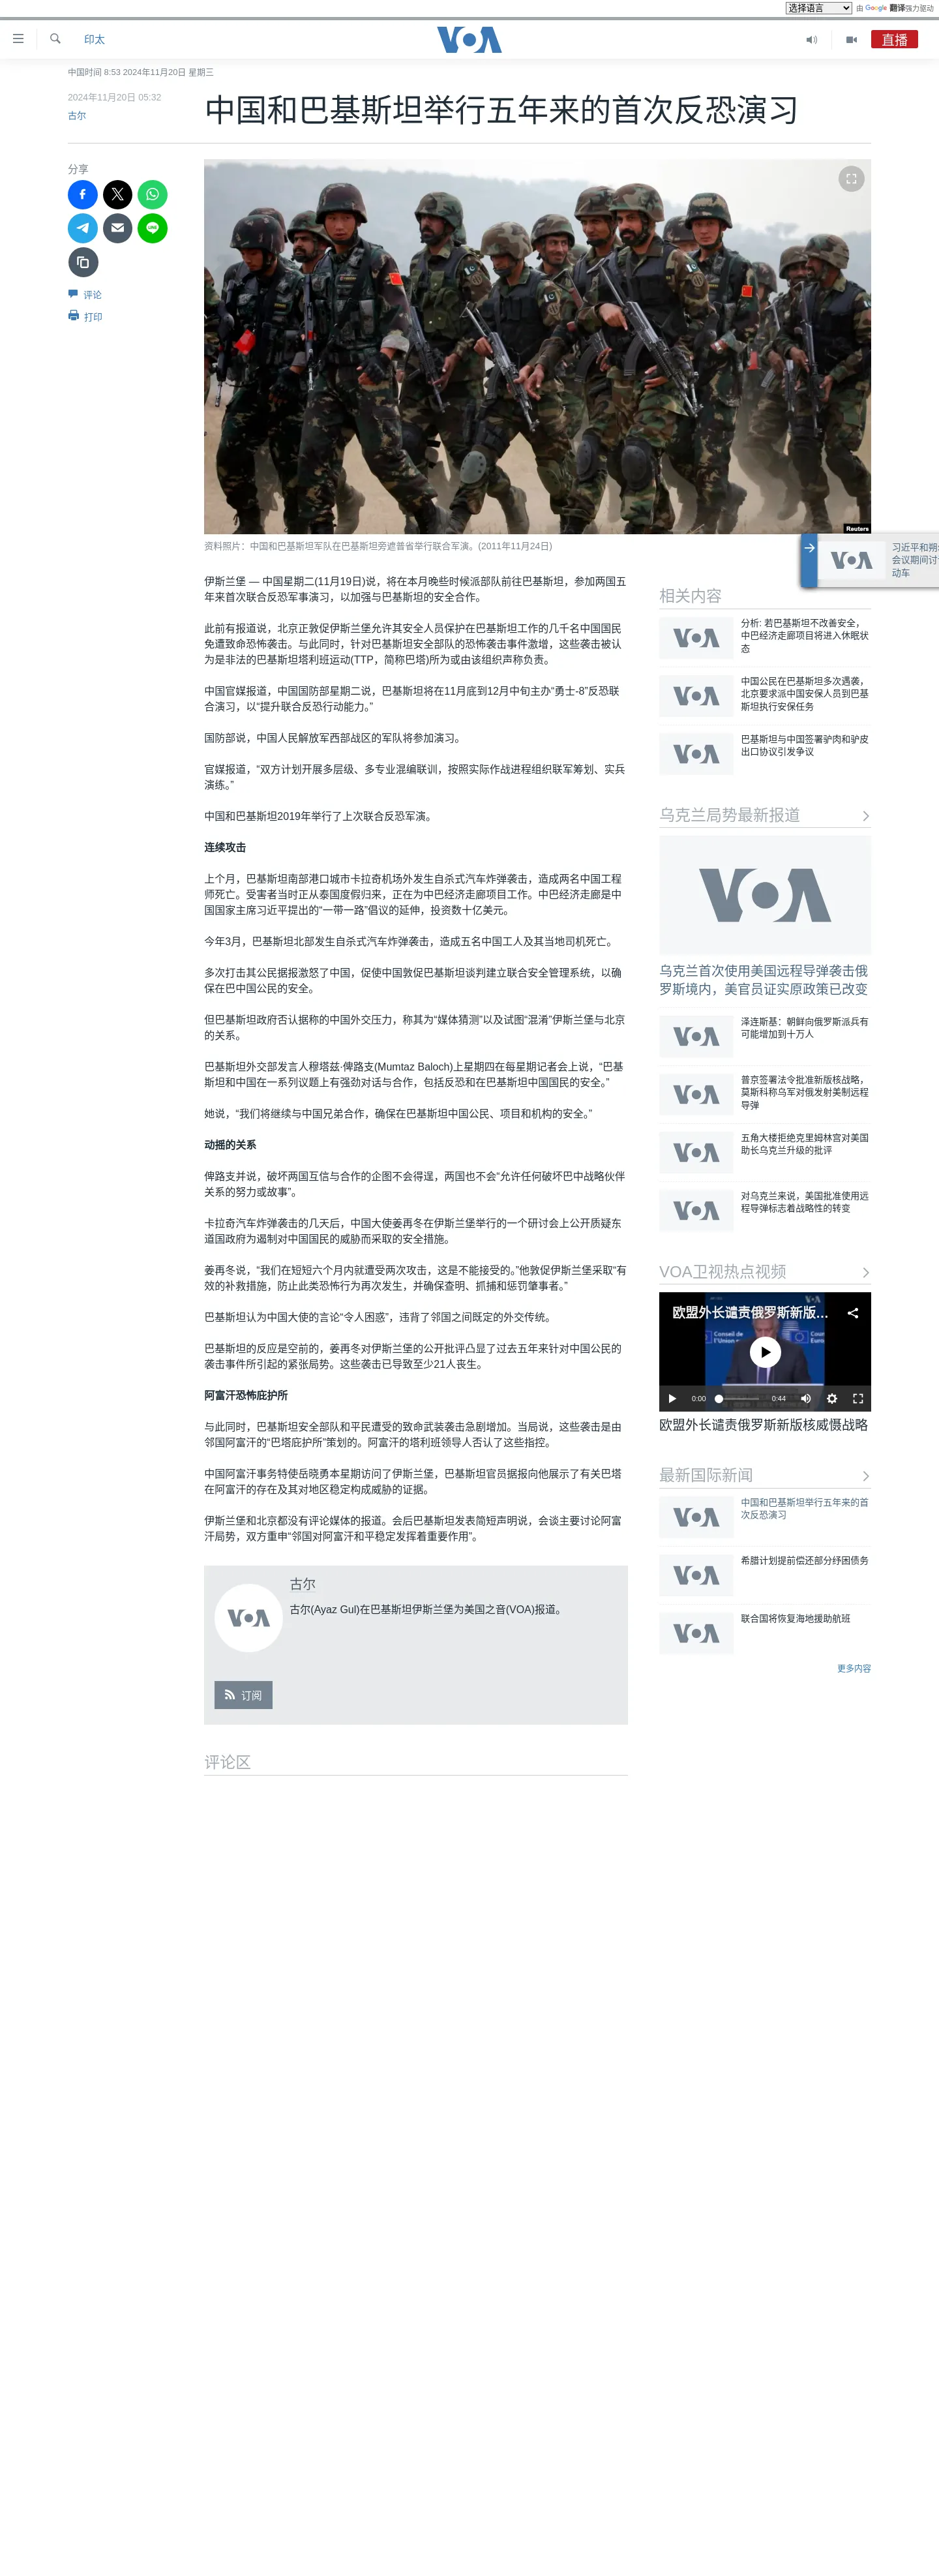 选择语言 由 Google 翻译强力驱动
印太
VOA
直播
中国时间 8:53 2024年11月20日 星期三
2024年11月20日 05:32
古尔
中国和巴基斯坦举行五年来的首次反恐演习
分享
评论
打印
Reuters
资料照片：中国和巴基斯坦军队在巴基斯坦旁遮普省举行联合军演。(2011年11月24日)
伊斯兰堡 — 中国星期二(11月19日)说，将在本月晚些时候派部队前往巴基斯坦，参加两国五
年来首次联合反恐军事演习，以加强与巴基斯坦的安全合作。
此前有报道说，北京正敦促伊斯兰堡允许其安全人员保护在巴基斯坦工作的几千名中国国民
免遭致命恐怖袭击。与此同时，针对巴基斯坦安全部队的恐怖袭击事件激增，这些袭击被认
为是非法的巴基斯坦塔利班运动(TTP，简称巴塔)所为或由该组织声称负责。
中国官媒报道，中国国防部星期二说，巴基斯坦将在11月底到12月中旬主办“勇士-8”反恐联
合演习，以“提升联合反恐行动能力。”
国防部说，中国人民解放军西部战区的军队将参加演习。
官媒报道，“双方计划开展多层级、多专业混编联训，按照实际作战进程组织联军筹划、实兵
演练。”
中国和巴基斯坦2019年举行了上次联合反恐军演。
连续攻击
上个月，巴基斯坦南部港口城市卡拉奇机场外发生自杀式汽车炸弹袭击，造成两名中国工程
师死亡。受害者当时正从泰国度假归来，正在为中巴经济走廊项目工作。中巴经济走廊是中
国国家主席习近平提出的“一带一路”倡议的延伸，投资数十亿美元。
今年3月，巴基斯坦北部发生自杀式汽车炸弹袭击，造成五名中国工人及其当地司机死亡。
多次打击其公民据报激怒了中国，促使中国敦促巴基斯坦谈判建立联合安全管理系统，以确
保在巴中国公民的安全。
但巴基斯坦政府否认据称的中国外交压力，称其为“媒体猜测”以及试图“混淆”伊斯兰堡与北京
的关系。
巴基斯坦外交部发言人穆塔兹·俾路支(Mumtaz Baloch)上星期四在每星期记者会上说，“巴基
斯坦和中国在一系列议题上有强劲对话与合作，包括反恐和在巴基斯坦中国国民的安全。”
她说，“我们将继续与中国兄弟合作，确保在巴基斯坦中国公民、项目和机构的安全。”
动摇的关系
俾路支并说，破坏两国互信与合作的企图不会得逞，两国也不会“允许任何破坏巴中战略伙伴
关系的努力或故事”。
卡拉奇汽车炸弹袭击的几天后，中国大使姜再冬在伊斯兰堡举行的一个研讨会上公开质疑东
道国政府为遏制对中国国民的威胁而采取的安全措施。
姜再冬说，“我们在短短六个月内就遭受两次攻击，这是不能接受的。”他敦促伊斯兰堡采取“有
效的补救措施，防止此类恐怖行为再次发生，并确保查明、抓捕和惩罚肇事者。”
巴基斯坦认为中国大使的言论“令人困惑”，违背了邻国之间既定的外交传统。
巴基斯坦的反应是空前的，姜再冬对伊斯兰堡的公开批评凸显了过去五年来针对中国公民的
袭击事件所引起的紧张局势。这些袭击已导致至少21人丧生。
阿富汗恐怖庇护所
与此同时，巴基斯坦安全部队和平民遭受的致命武装袭击急剧增加。当局说，这些袭击是由
邻国阿富汗的“巴塔庇护所”策划的。阿富汗的塔利班领导人否认了这些指控。
中国阿富汗事务特使岳晓勇本星期访问了伊斯兰堡，巴基斯坦官员据报向他展示了有关巴塔
在阿富汗的存在及其对地区稳定构成威胁的证据。
伊斯兰堡和北京都没有评论媒体的报道。会后巴基斯坦发表简短声明说，会谈主要讨论阿富
汗局势，双方重申“邻国对阿富汗和平稳定发挥着重要作用”。
VOA
古尔
古尔(Ayaz Gul)在巴基斯坦伊斯兰堡为美国之音(VOA)报道。
订阅
评论区
VOA
习近平和朔
会议期间讨
动车
相关内容
VOA
分析: 若巴基斯坦不改善安全，
中巴经济走廊项目将进入休眠状
态
VOA
中国公民在巴基斯坦多次遇袭，
北京要求派中国安保人员到巴基
斯坦执行安保任务
VOA
巴基斯坦与中国签署驴肉和驴皮
出口协议引发争议
乌克兰局势最新报道
VOA
乌克兰首次使用美国远程导弹袭击俄
罗斯境内，美官员证实原政策已改变
VOA
泽连斯基：朝鲜向俄罗斯派兵有
可能增加到十万人
VOA
普京签署法令批准新版核战略，
莫斯科称乌军对俄发射美制远程
导弹
VOA
五角大楼拒绝克里姆林宫对美国
助长乌克兰升级的批评
VOA
对乌克兰来说，美国批准使用远
程导弹标志着战略性的转变
VOA卫视热点视频
欧盟外长谴责俄罗斯新版...
0:00
0:44
欧盟外长谴责俄罗斯新版核威慑战略
最新国际新闻
VOA
中国和巴基斯坦举行五年来的首
次反恐演习
VOA
希腊计划提前偿还部分纾困债务
VOA
联合国将恢复海地援助航班
更多内容